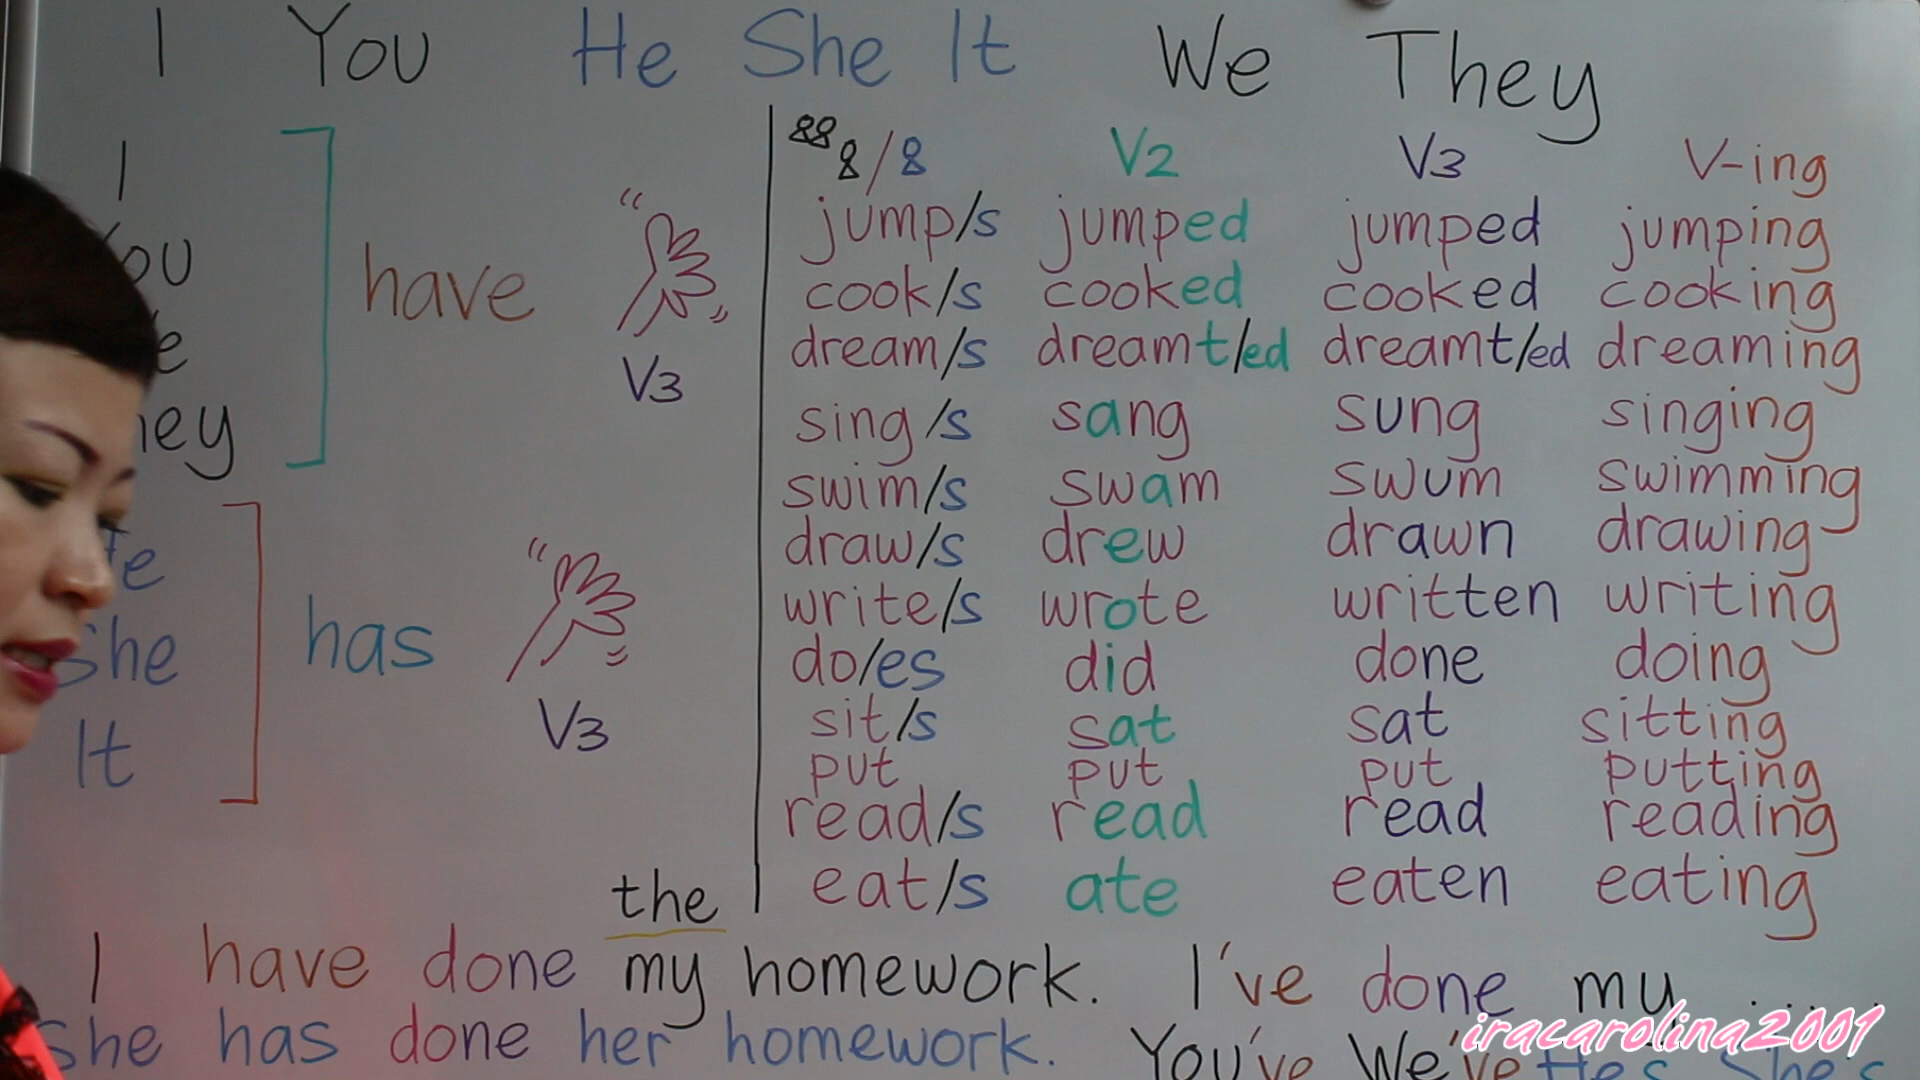 I You He She It We They
I
ou
e
hey
have
V3
e
She
It
has
V3
88 8/8 V2 V3 V-ing
jump/s jumped jumped jumping
cook/s cooked cooked cooking
dream/s dreamt/ed dreamt/ed dreaming
sing/s sang sung singing
swim/s swam swum swimming
draw/s drew drawn drawing
write/s wrote written writing
do/es did done doing
sit/s sat sat sitting
put put put putting
read/s read read reading
eat/s ate eaten eating
the
I have done my homework. I've done my ....
She has done her homework. You've We've He's She's
iracarolina2001